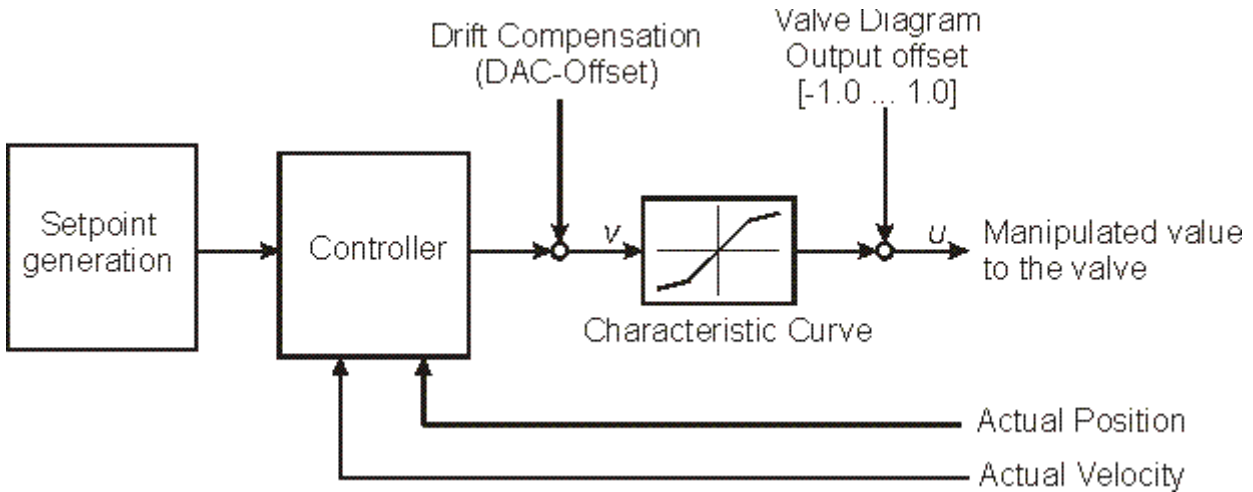 Drift Compensation
(DAC-Offset)
Valve Diagram
Output offset
[-1.0 ... 1.0]
Setpoint
generation
Controller
v
u
Manipulated value
to the valve
Characteristic Curve
Actual Position
Actual Velocity